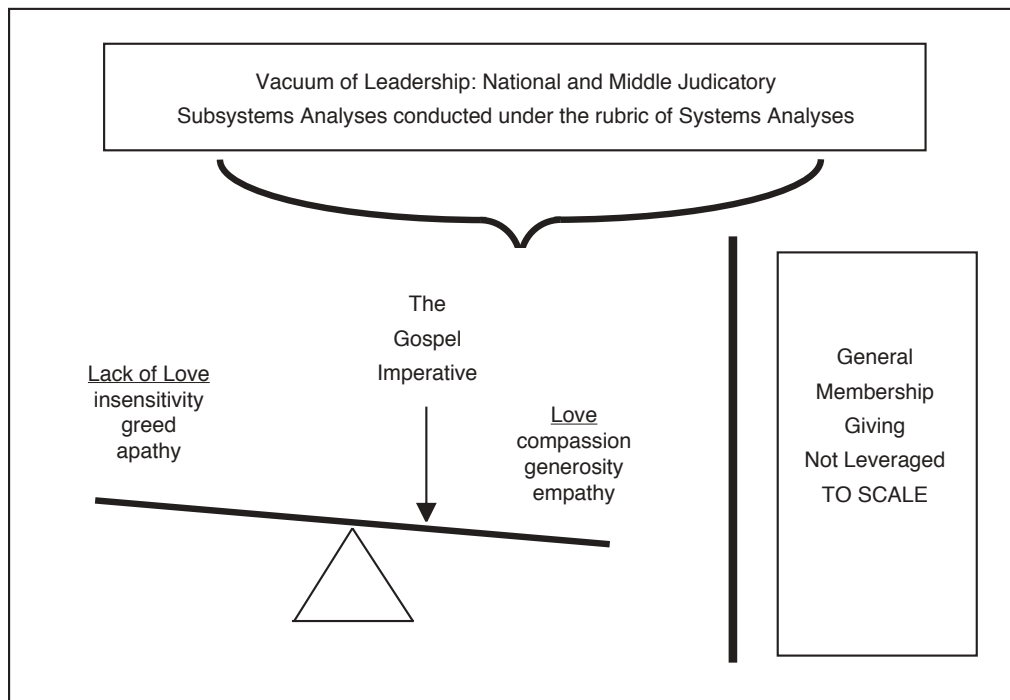 Vacuum of Leadership: National and Middle Judicatory
Subsystems Analyses conducted under the rubric of Systems Analyses
The
Gospel
Imperative
Lack of Love
insensitivity
greed
apathy
Love
compassion
generosity
empathy
General
Membership
Giving
Not Leveraged
TO SCALE